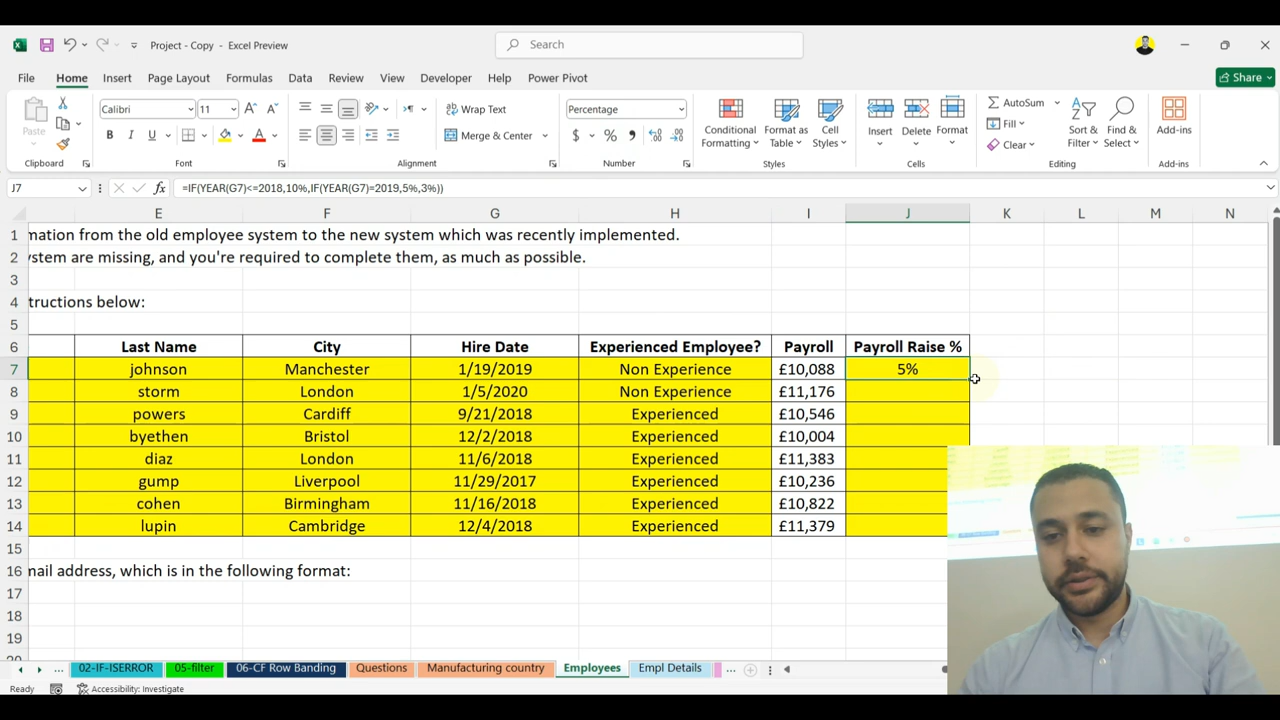 Project - Copy - Excel Preview
Search
File Home Insert Page Layout Formulas Data Review View Developer Help Power Pivot
Share
Paste
Calibri 11
B I U
Wrap Text
Merge & Center
Percentage
Conditional Formatting
Format as Table
Cell Styles
Insert Delete Format
AutoSum
Fill
Clear
Sort & Filter
Find & Select
Add-ins
Clipboard Font Alignment Number Styles Cells Editing Add-ins
J7 fx =IF(YEAR(G7)<=2018,10%,IF(YEAR(G7)=2019,5%,3%))
E F G H I J K L M N
1 mation from the old employee system to the new system which was recently implemented.
2 ystem are missing, and you're required to complete them, as much as possible.
3
4 tructions below:
5
6 Last Name City Hire Date Experienced Employee? Payroll Payroll Raise %
7 johnson Manchester 1/19/2019 Non Experience £10,088 5%
8 storm London 1/5/2020 Non Experience £11,176
9 powers Cardiff 9/21/2018 Experienced £10,546
10 byethen Bristol 12/2/2018 Experienced £10,004
11 diaz London 11/6/2018 Experienced £11,383
12 gump Liverpool 11/29/2017 Experienced £10,236
13 cohen Birmingham 11/16/2018 Experienced £10,822
14 lupin Cambridge 12/4/2018 Experienced £11,379
15
16 mail address, which is in the following format:
17
18
19
... 02-IF-ISERROR 05-filter 06-CF Row Banding Questions Manufacturing country Employees Empl Details ...
Ready Accessibility: Investigate